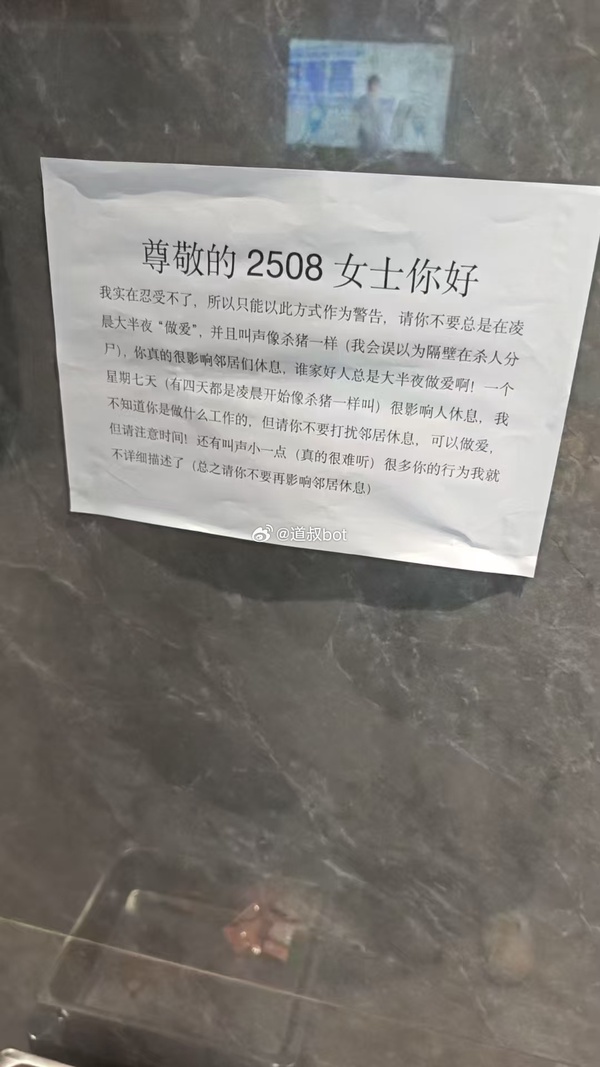 尊敬的 2508 女士你好
我实在忍受不了，所以只能以此方式作为警告，请你不要总是在凌
晨大半夜“做爱”，并且叫声像杀猪一样（我会误以为隔壁在杀人分
尸），你真的很影响邻居们休息，谁家好人总是大半夜做爱啊！一个
星期七天（有四天都是凌晨开始像杀猪一样叫）很影响人休息，我
不知道你是做什么工作的，但请你不要打扰邻居休息，可以做爱，
但请注意时间！还有叫声小一点（真的很难听）很多你的行为我就
不详细描述了（总之请你不要再影响邻居休息）
@道叔bot